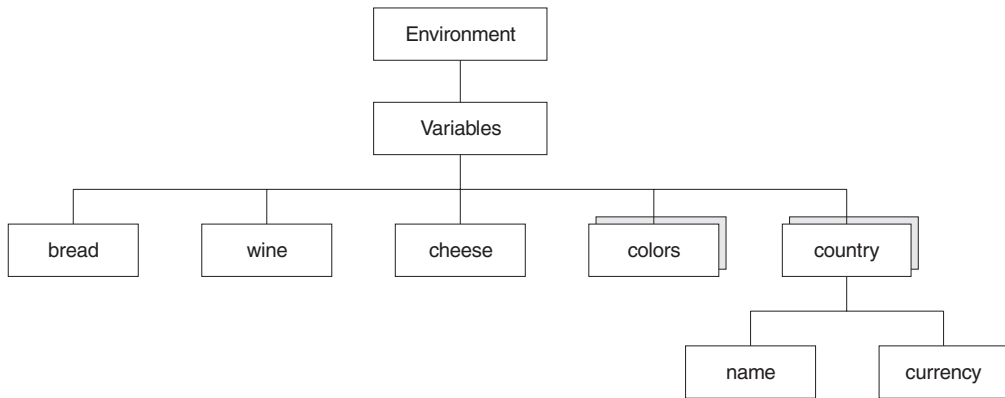 Environment
Variables
bread
wine
cheese
colors
country
name
currency